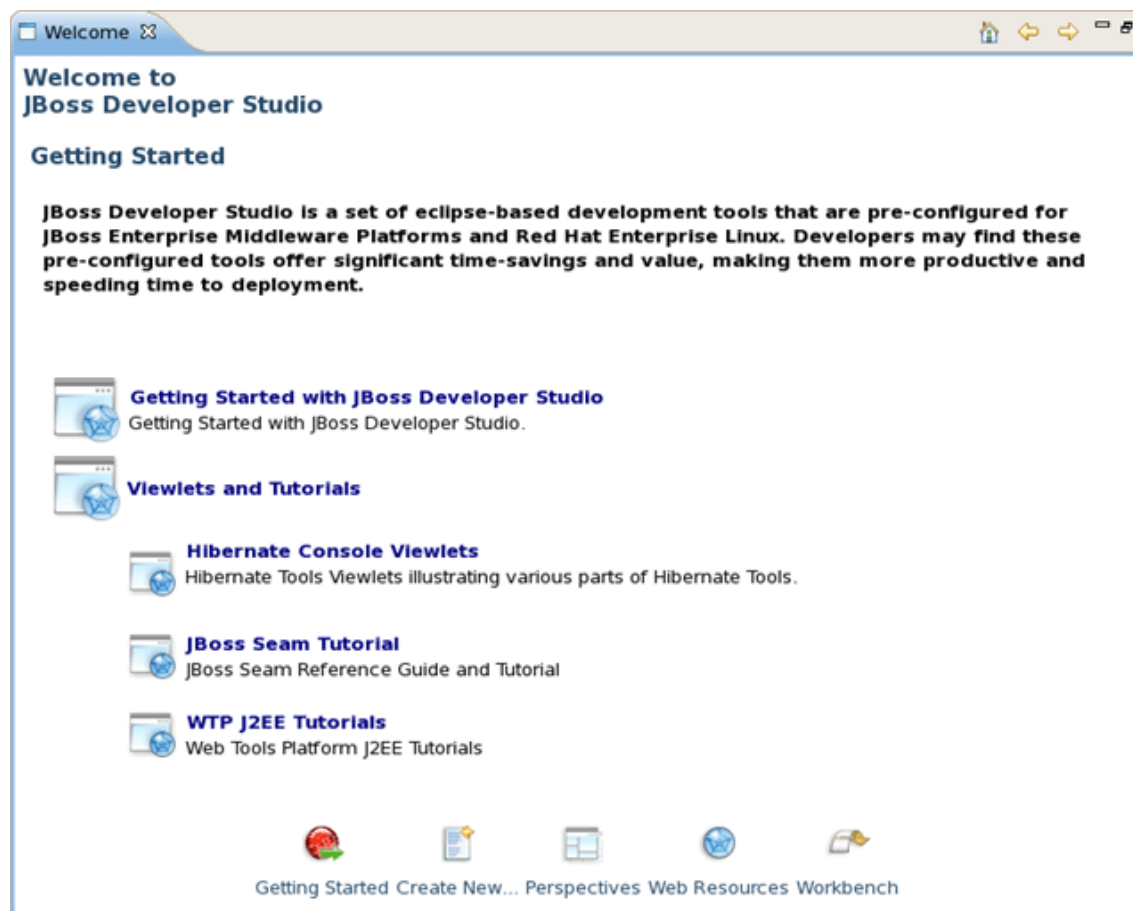 Welcome
Welcome to
JBoss Developer Studio
Getting Started
JBoss Developer Studio is a set of eclipse-based development tools that are pre-configured for
JBoss Enterprise Middleware Platforms and Red Hat Enterprise Linux. Developers may find these
pre-configured tools offer significant time-savings and value, making them more productive and
speeding time to deployment.
Getting Started with JBoss Developer Studio
Getting Started with JBoss Developer Studio.
Viewlets and Tutorials
Hibernate Console Viewlets
Hibernate Tools Viewlets illustrating various parts of Hibernate Tools.
JBoss Seam Tutorial
JBoss Seam Reference Guide and Tutorial
WTP J2EE Tutorials
Web Tools Platform J2EE Tutorials
Getting Started Create New... Perspectives Web Resources Workbench